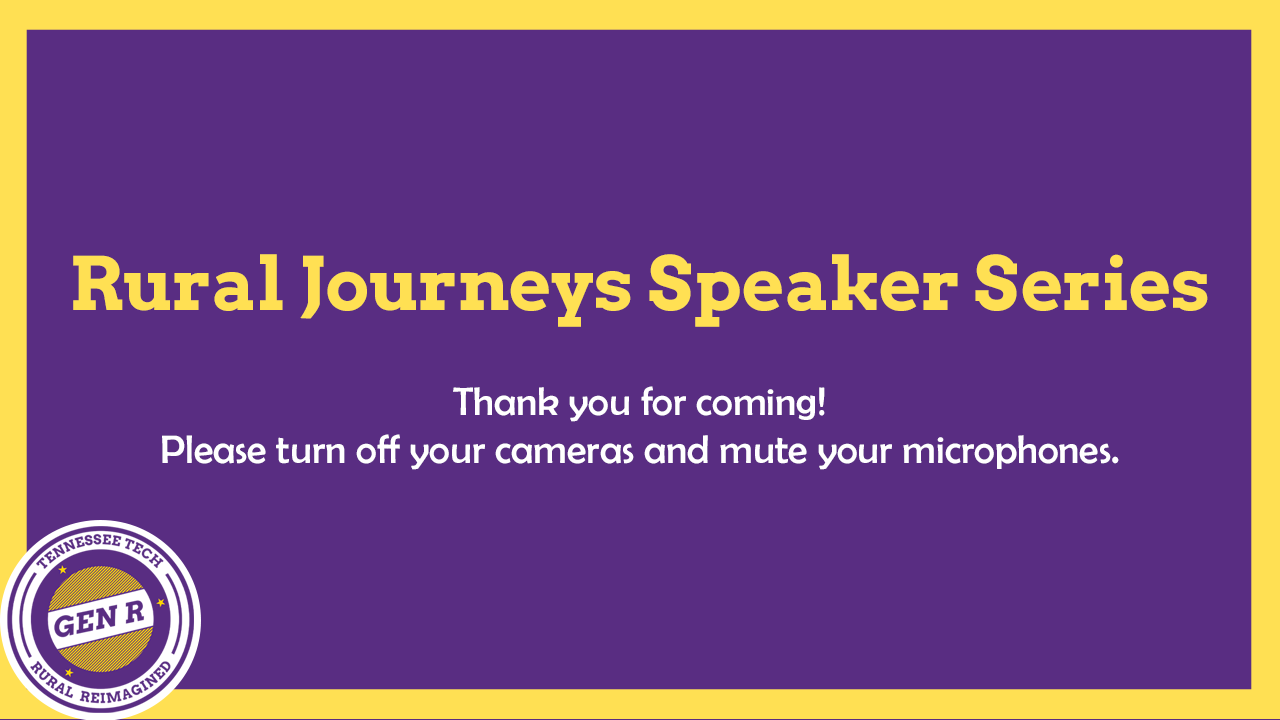 Rural Journeys Speaker Series
Thank you for coming!
Please turn off your cameras and mute your microphones.
TENNESSEE TECH
GEN R
RURAL REIMAGINED